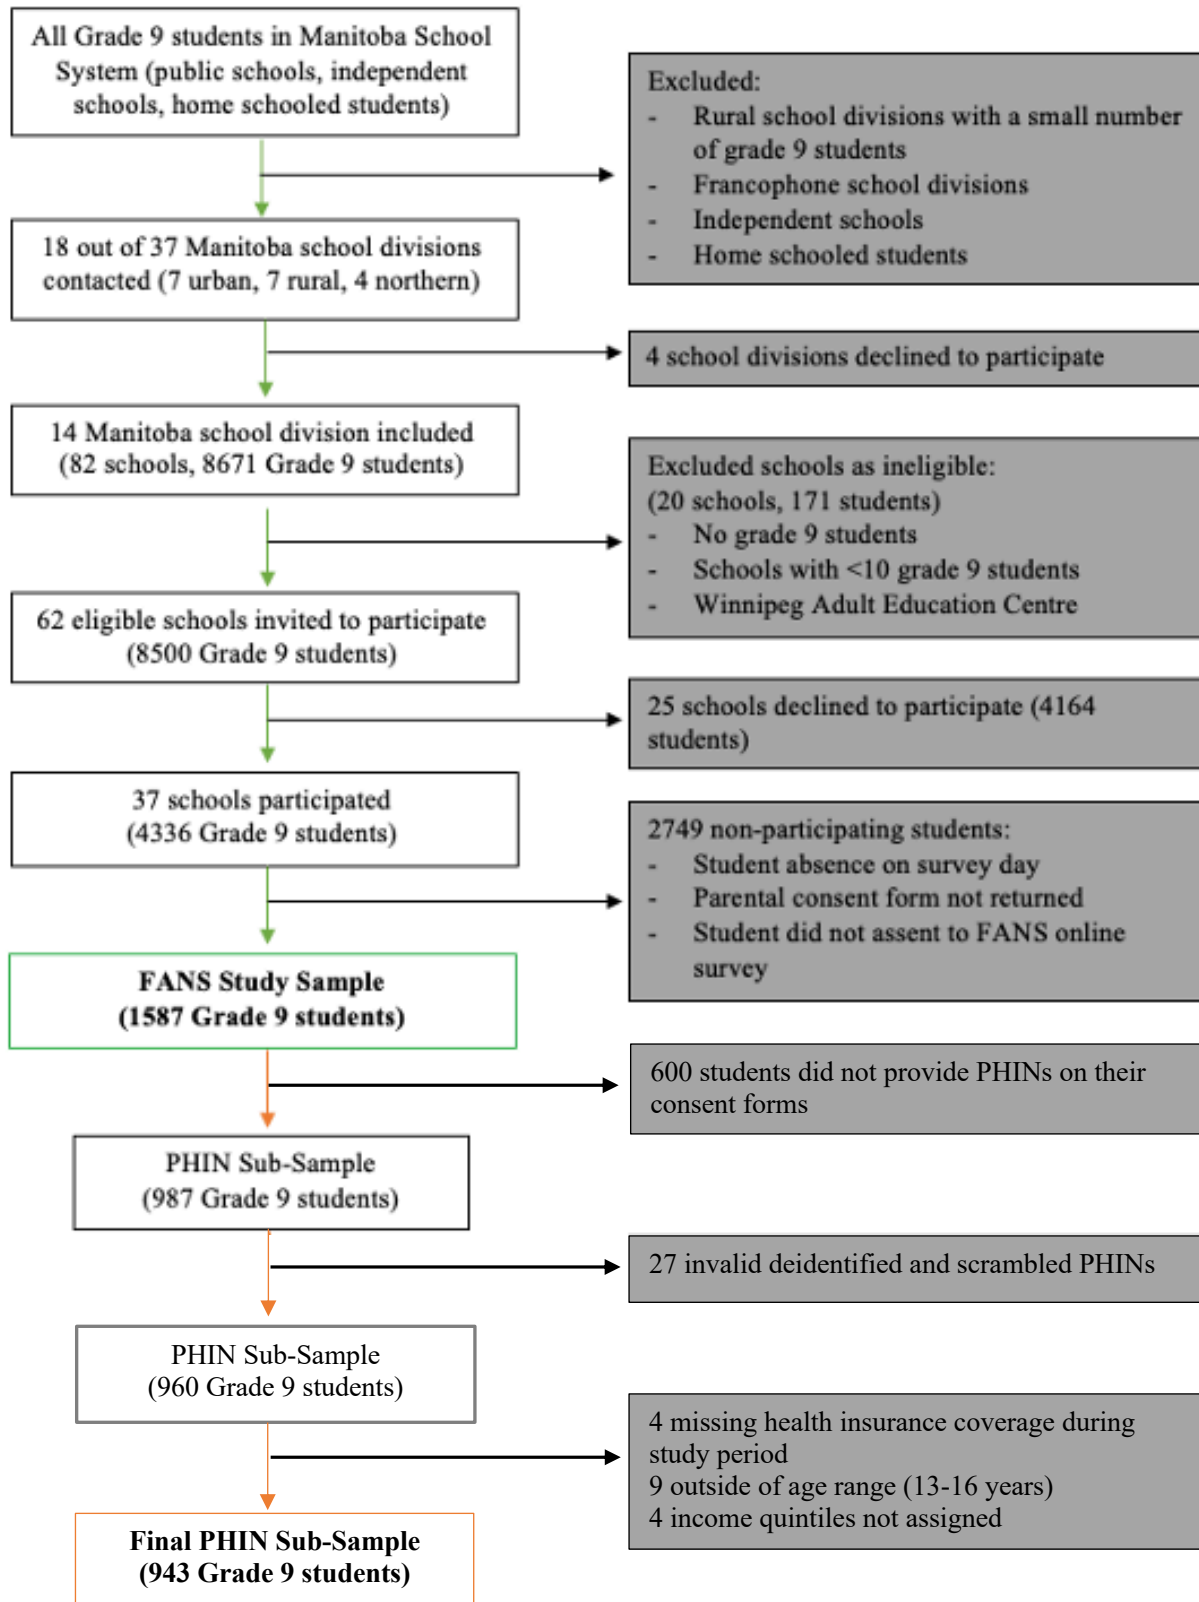 All Grade 9 students in Manitoba School
System (public schools, independent
schools, home schooled students)
Excluded:
- Rural school divisions with a small number
of grade 9 students
- Francophone school divisions
- Independent schools
- Home schooled students
18 out of 37 Manitoba school divisions
contacted (7 urban, 7 rural, 4 northern)
4 school divisions declined to participate
14 Manitoba school division included
(82 schools, 8671 Grade 9 students)
Excluded schools as ineligible:
(20 schools, 171 students)
- No grade 9 students
- Schools with <10 grade 9 students
- Winnipeg Adult Education Centre
62 eligible schools invited to participate
(8500 Grade 9 students)
25 schools declined to participate (4164
students)
37 schools participated
(4336 Grade 9 students)
2749 non-participating students:
- Student absence on survey day
- Parental consent form not returned
- Student did not assent to FANS online
survey
FANS Study Sample
(1587 Grade 9 students)
600 students did not provide PHINs on their
consent forms
PHIN Sub-Sample
(987 Grade 9 students)
27 invalid deidentified and scrambled PHINs
PHIN Sub-Sample
(960 Grade 9 students)
4 missing health insurance coverage during
study period
9 outside of age range (13-16 years)
4 income quintiles not assigned
Final PHIN Sub-Sample
(943 Grade 9 students)